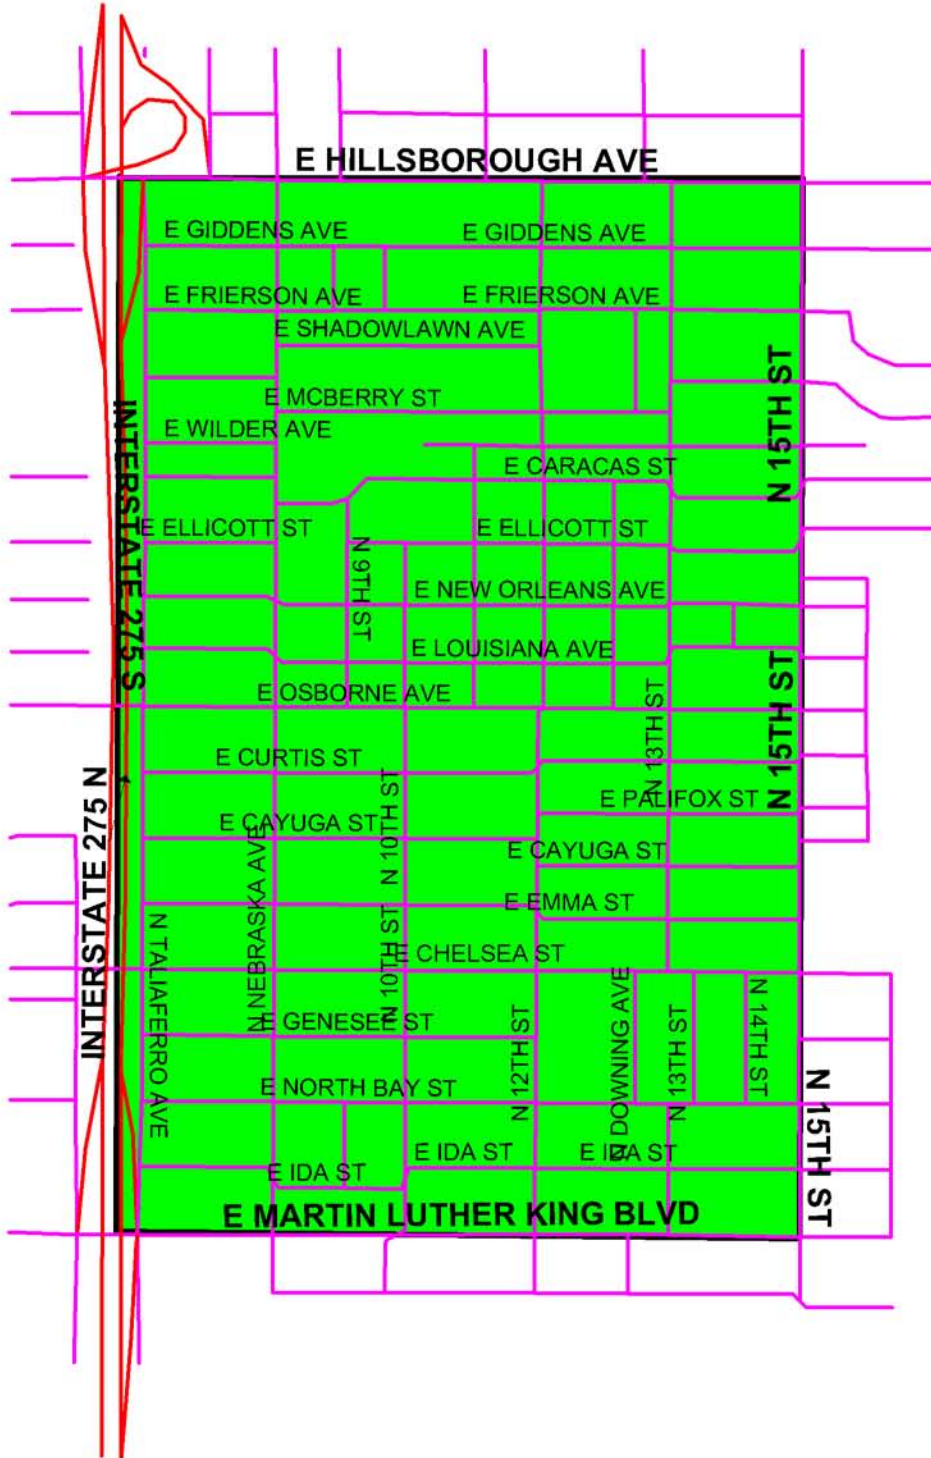 E HILLSBOROUGH AVE
E GIDDENS AVE
E GIDDENS AVE
E FRIERSON AVE
E FRIERSON AVE
E SHADOWLAWN AVE
N 15TH ST
E MCBERRY ST
E WILDER AVE
INTERSTATE 275 S
E CARACAS ST
E ELLICOTT ST
E ELLICOTT ST
N 9TH ST
E NEW ORLEANS AVE
E LOUISIANA AVE
E OSBORNE AVE
N 13TH ST
N 15TH ST
E CURTIS ST
INTERSTATE 275 N
N 10TH ST
E PALIFOX ST
E CAYUGA ST
N NEBRASKA AVE
E CAYUGA ST
E EMMA ST
N TALIAFERRO AVE
N 10TH ST
E CHELSEA ST
N DOWNING AVE
N 14TH ST
E GENESEE ST
N 12TH ST
N 13TH ST
N 15TH ST
E NORTH BAY ST
E IDA ST
E IDA ST
E IDA ST
E MARTIN LUTHER KING BLVD